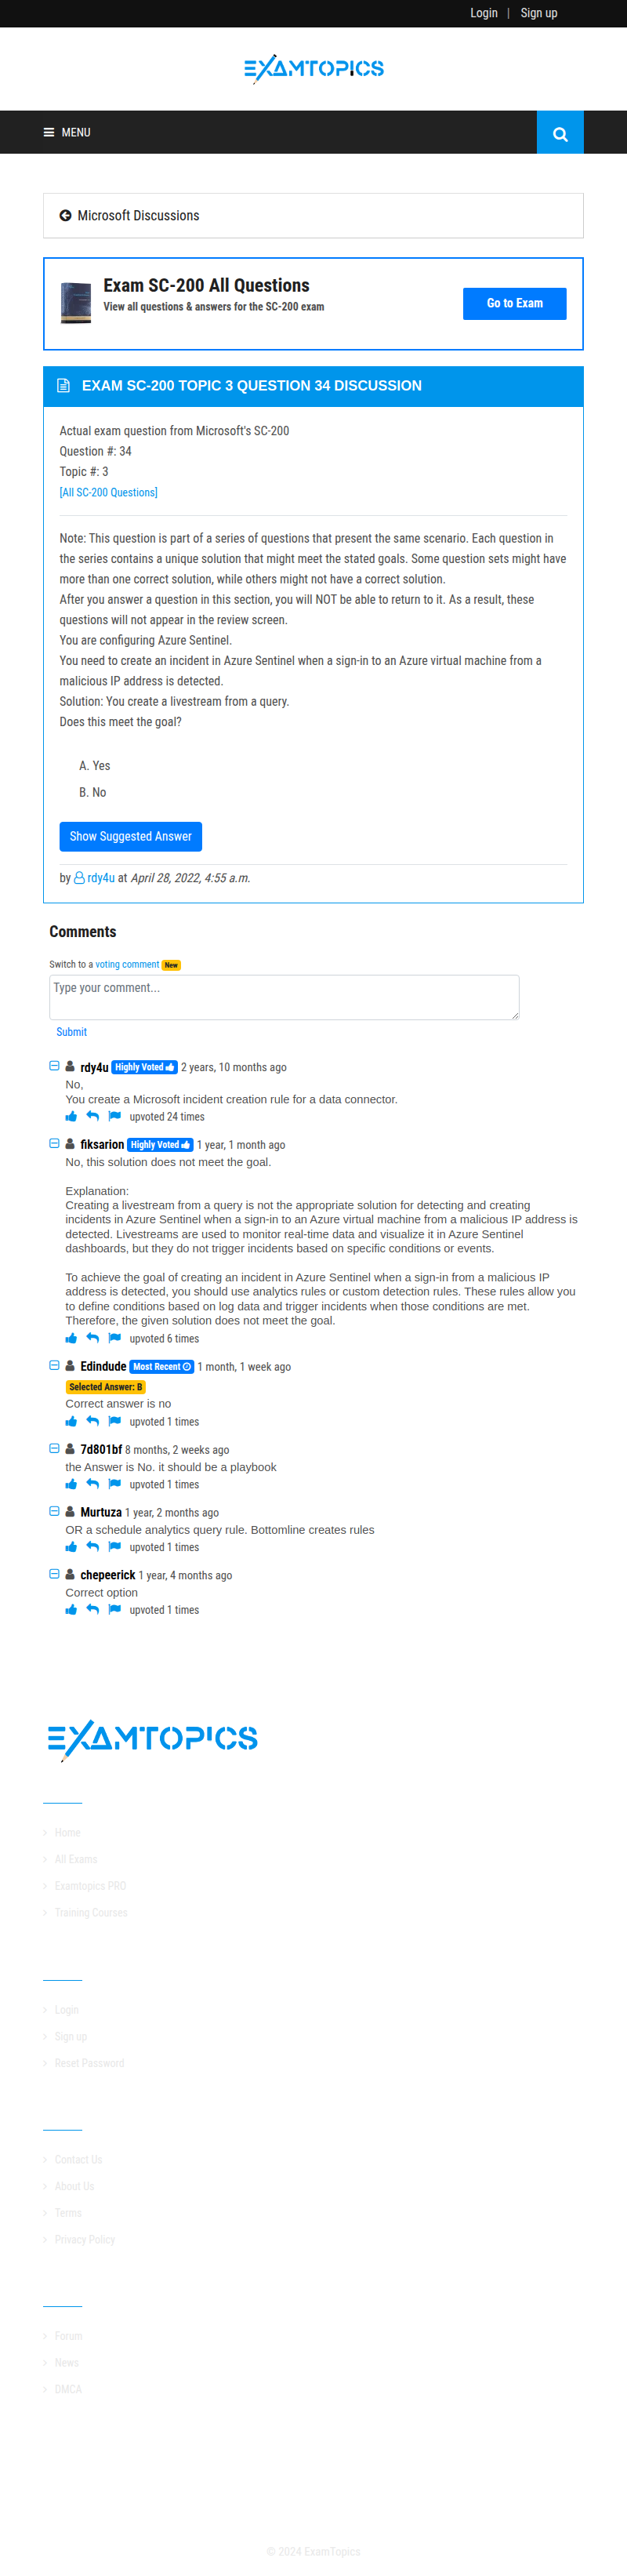 Login | Sign up
EXAMTOPICS
MENU
Microsoft Discussions
Exam SC-200 All Questions
View all questions & answers for the SC-200 exam
Go to Exam
EXAM SC-200 TOPIC 3 QUESTION 34 DISCUSSION
Actual exam question from Microsoft's SC-200
Question #: 34
Topic #: 3
[All SC-200 Questions]
Note: This question is part of a series of questions that present the same scenario. Each question in
the series contains a unique solution that might meet the stated goals. Some question sets might have
more than one correct solution, while others might not have a correct solution.
After you answer a question in this section, you will NOT be able to return to it. As a result, these
questions will not appear in the review screen.
You are configuring Azure Sentinel.
You need to create an incident in Azure Sentinel when a sign-in to an Azure virtual machine from a
malicious IP address is detected.
Solution: You create a livestream from a query.
Does this meet the goal?
A. Yes
B. No
Show Suggested Answer
by rdy4u at April 28, 2022, 4:55 a.m.
Comments
Switch to a voting comment New
Type your comment...
Submit
rdy4u Highly Voted 2 years, 10 months ago
No,
You create a Microsoft incident creation rule for a data connector.
upvoted 24 times
fiksarion Highly Voted 1 year, 1 month ago
No, this solution does not meet the goal.
Explanation:
Creating a livestream from a query is not the appropriate solution for detecting and creating
incidents in Azure Sentinel when a sign-in to an Azure virtual machine from a malicious IP address is
detected. Livestreams are used to monitor real-time data and visualize it in Azure Sentinel
dashboards, but they do not trigger incidents based on specific conditions or events.
To achieve the goal of creating an incident in Azure Sentinel when a sign-in from a malicious IP
address is detected, you should use analytics rules or custom detection rules. These rules allow you
to define conditions based on log data and trigger incidents when those conditions are met.
Therefore, the given solution does not meet the goal.
upvoted 6 times
Edindude Most Recent 1 month, 1 week ago
Selected Answer: B
Correct answer is no
upvoted 1 times
7d801bf 8 months, 2 weeks ago
the Answer is No. it should be a playbook
upvoted 1 times
Murtuza 1 year, 2 months ago
OR a schedule analytics query rule. Bottomline creates rules
upvoted 1 times
chepeerick 1 year, 4 months ago
Correct option
upvoted 1 times
EXAMTOPICS
Home
All Exams
Examtopics PRO
Training Courses
Login
Sign up
Reset Password
Contact Us
About Us
Terms
Privacy Policy
Forum
News
DMCA
© 2024 ExamTopics